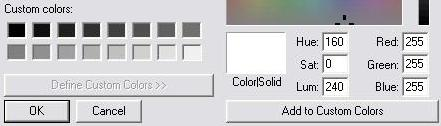 Custom colors:
Define Custom Colors >>
OK Cancel
Hue: 160 Red: 255
Sat: 0 Green: 255
Color|Solid Lum: 240 Blue: 255
Add to Custom Colors